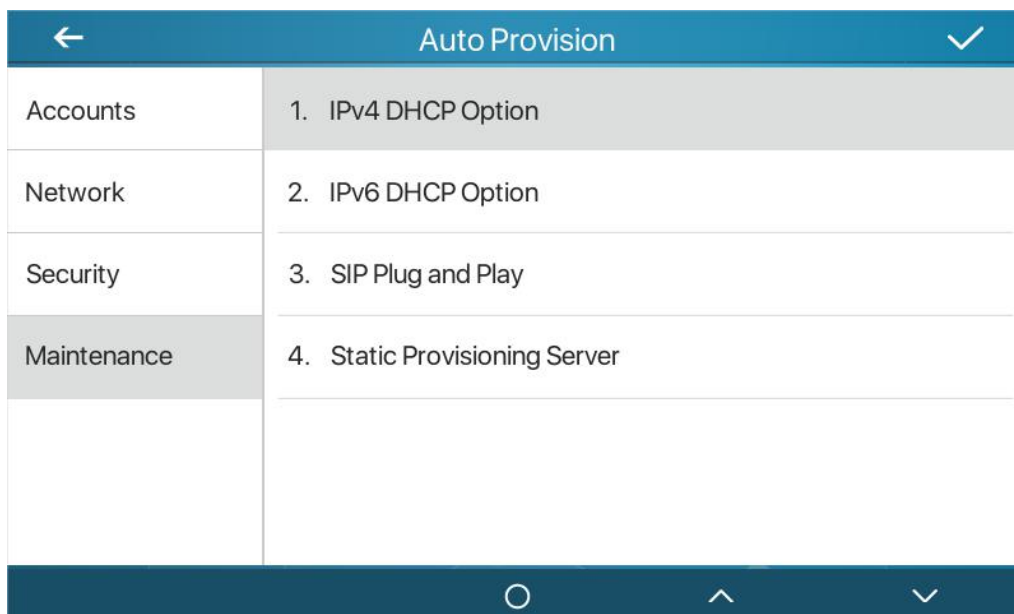 Auto Provision
Accounts
Network
Security
Maintenance
1. IPv4 DHCP Option
2. IPv6 DHCP Option
3. SIP Plug and Play
4. Static Provisioning Server